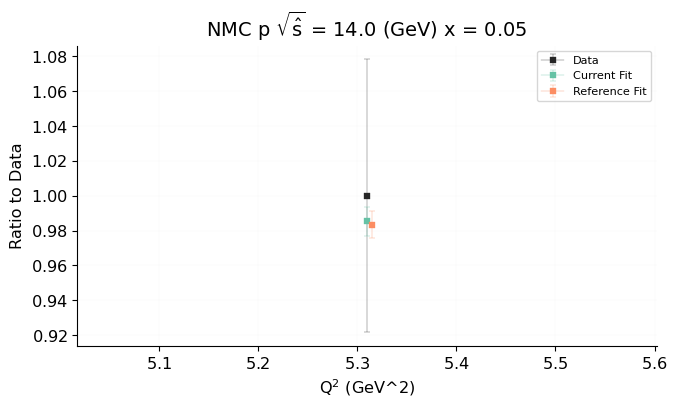 NMC p √ŝ = 14.0 (GeV) x = 0.05
Data
Current Fit
Reference Fit
Ratio to Data
1.08
1.06
1.04
1.02
1.00
0.98
0.96
0.94
0.92
5.1 5.2 5.3 5.4 5.5 5.6
Q² (GeV^2)